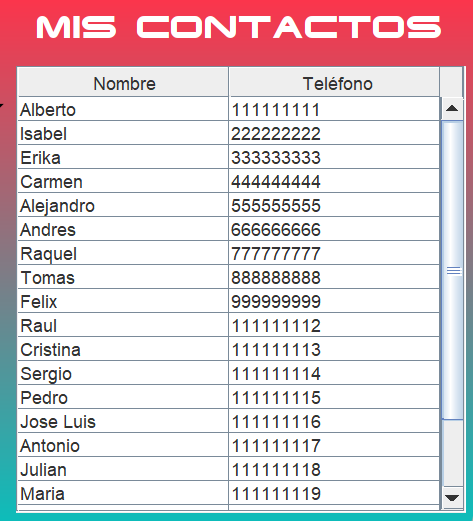 MIS CONTACTOS
Nombre Teléfono
Alberto 111111111
Isabel 222222222
Erika 333333333
Carmen 444444444
Alejandro 555555555
Andres 666666666
Raquel 777777777
Tomas 888888888
Felix 999999999
Raul 111111112
Cristina 111111113
Sergio 111111114
Pedro 111111115
Jose Luis 111111116
Antonio 111111117
Julian 111111118
Maria 111111119